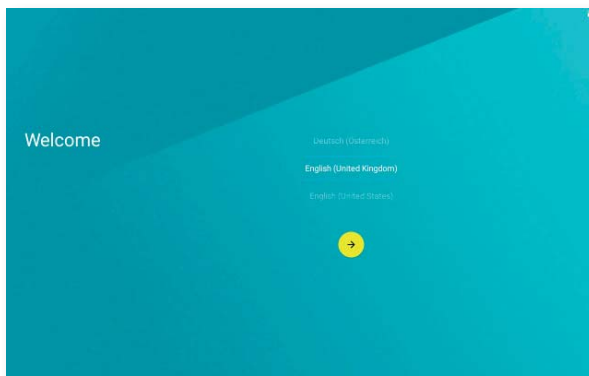 Welcome
Deutsch (Österreich)
English (United Kingdom)
English (United States)